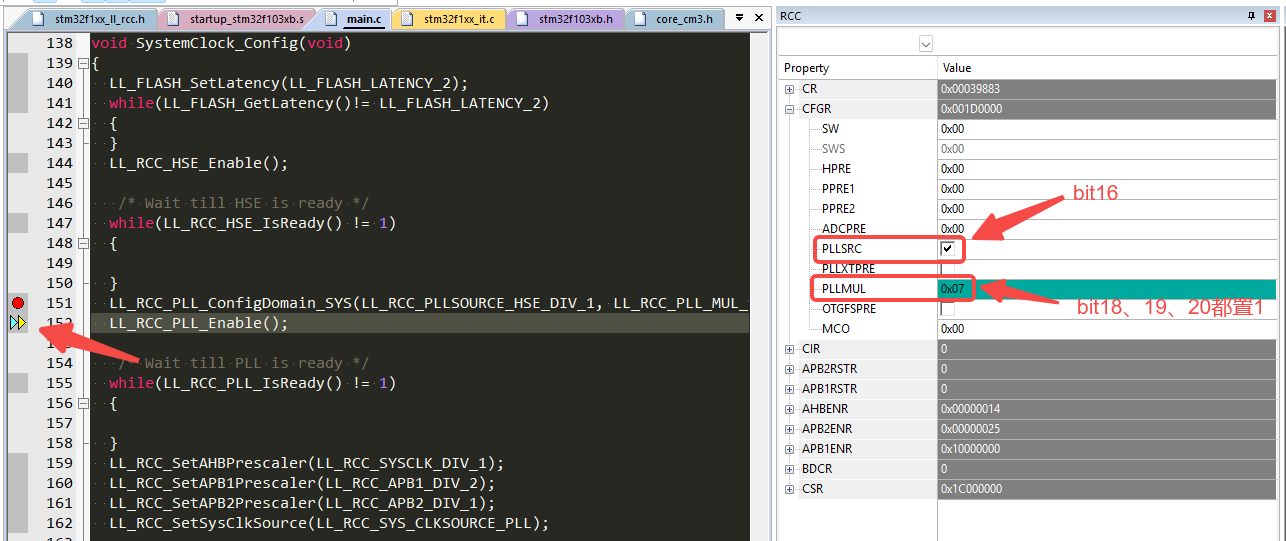 stm32f1xx_ll_rcc.h startup_stm32f103xb.s main.c stm32f1xx_it.c stm32f103xb.h core_cm3.h
138 void SystemClock_Config(void)
139 {
140 LL_FLASH_SetLatency(LL_FLASH_LATENCY_2);
141 while(LL_FLASH_GetLatency()!= LL_FLASH_LATENCY_2)
142 {
143 }
144 LL_RCC_HSE_Enable();
145
146 /* Wait till HSE is ready */
147 while(LL_RCC_HSE_IsReady() != 1)
148 {
149
150 }
151 LL_RCC_PLL_ConfigDomain_SYS(LL_RCC_PLLSOURCE_HSE_DIV_1, LL_RCC_PLL_MUL_
152 LL_RCC_PLL_Enable();
154 /* Wait till PLL is ready */
155 while(LL_RCC_PLL_IsReady() != 1)
156 {
157
158 }
159 LL_RCC_SetAHBPrescaler(LL_RCC_SYSCLK_DIV_1);
160 LL_RCC_SetAPB1Prescaler(LL_RCC_APB1_DIV_2);
161 LL_RCC_SetAPB2Prescaler(LL_RCC_APB2_DIV_1);
162 LL_RCC_SetSysClkSource(LL_RCC_SYS_CLKSOURCE_PLL);
RCC
Property Value
CR 0x00039883
CFGR 0x001D0000
SW 0x00
SWS 0x00
HPRE 0x00
PPRE1 0x00
PPRE2 0x00
ADCPRE 0x00
PLLSRC
PLLXTPRE
PLLMUL 0x07
OTGFSPRE
MCO 0x00
CIR 0
APB2RSTR 0
APB1RSTR 0
AHBENR 0x00000014
APB2ENR 0x00000025
APB1ENR 0x10000000
BDCR 0
CSR 0x1C000000
bit16
bit18、19、20都置1